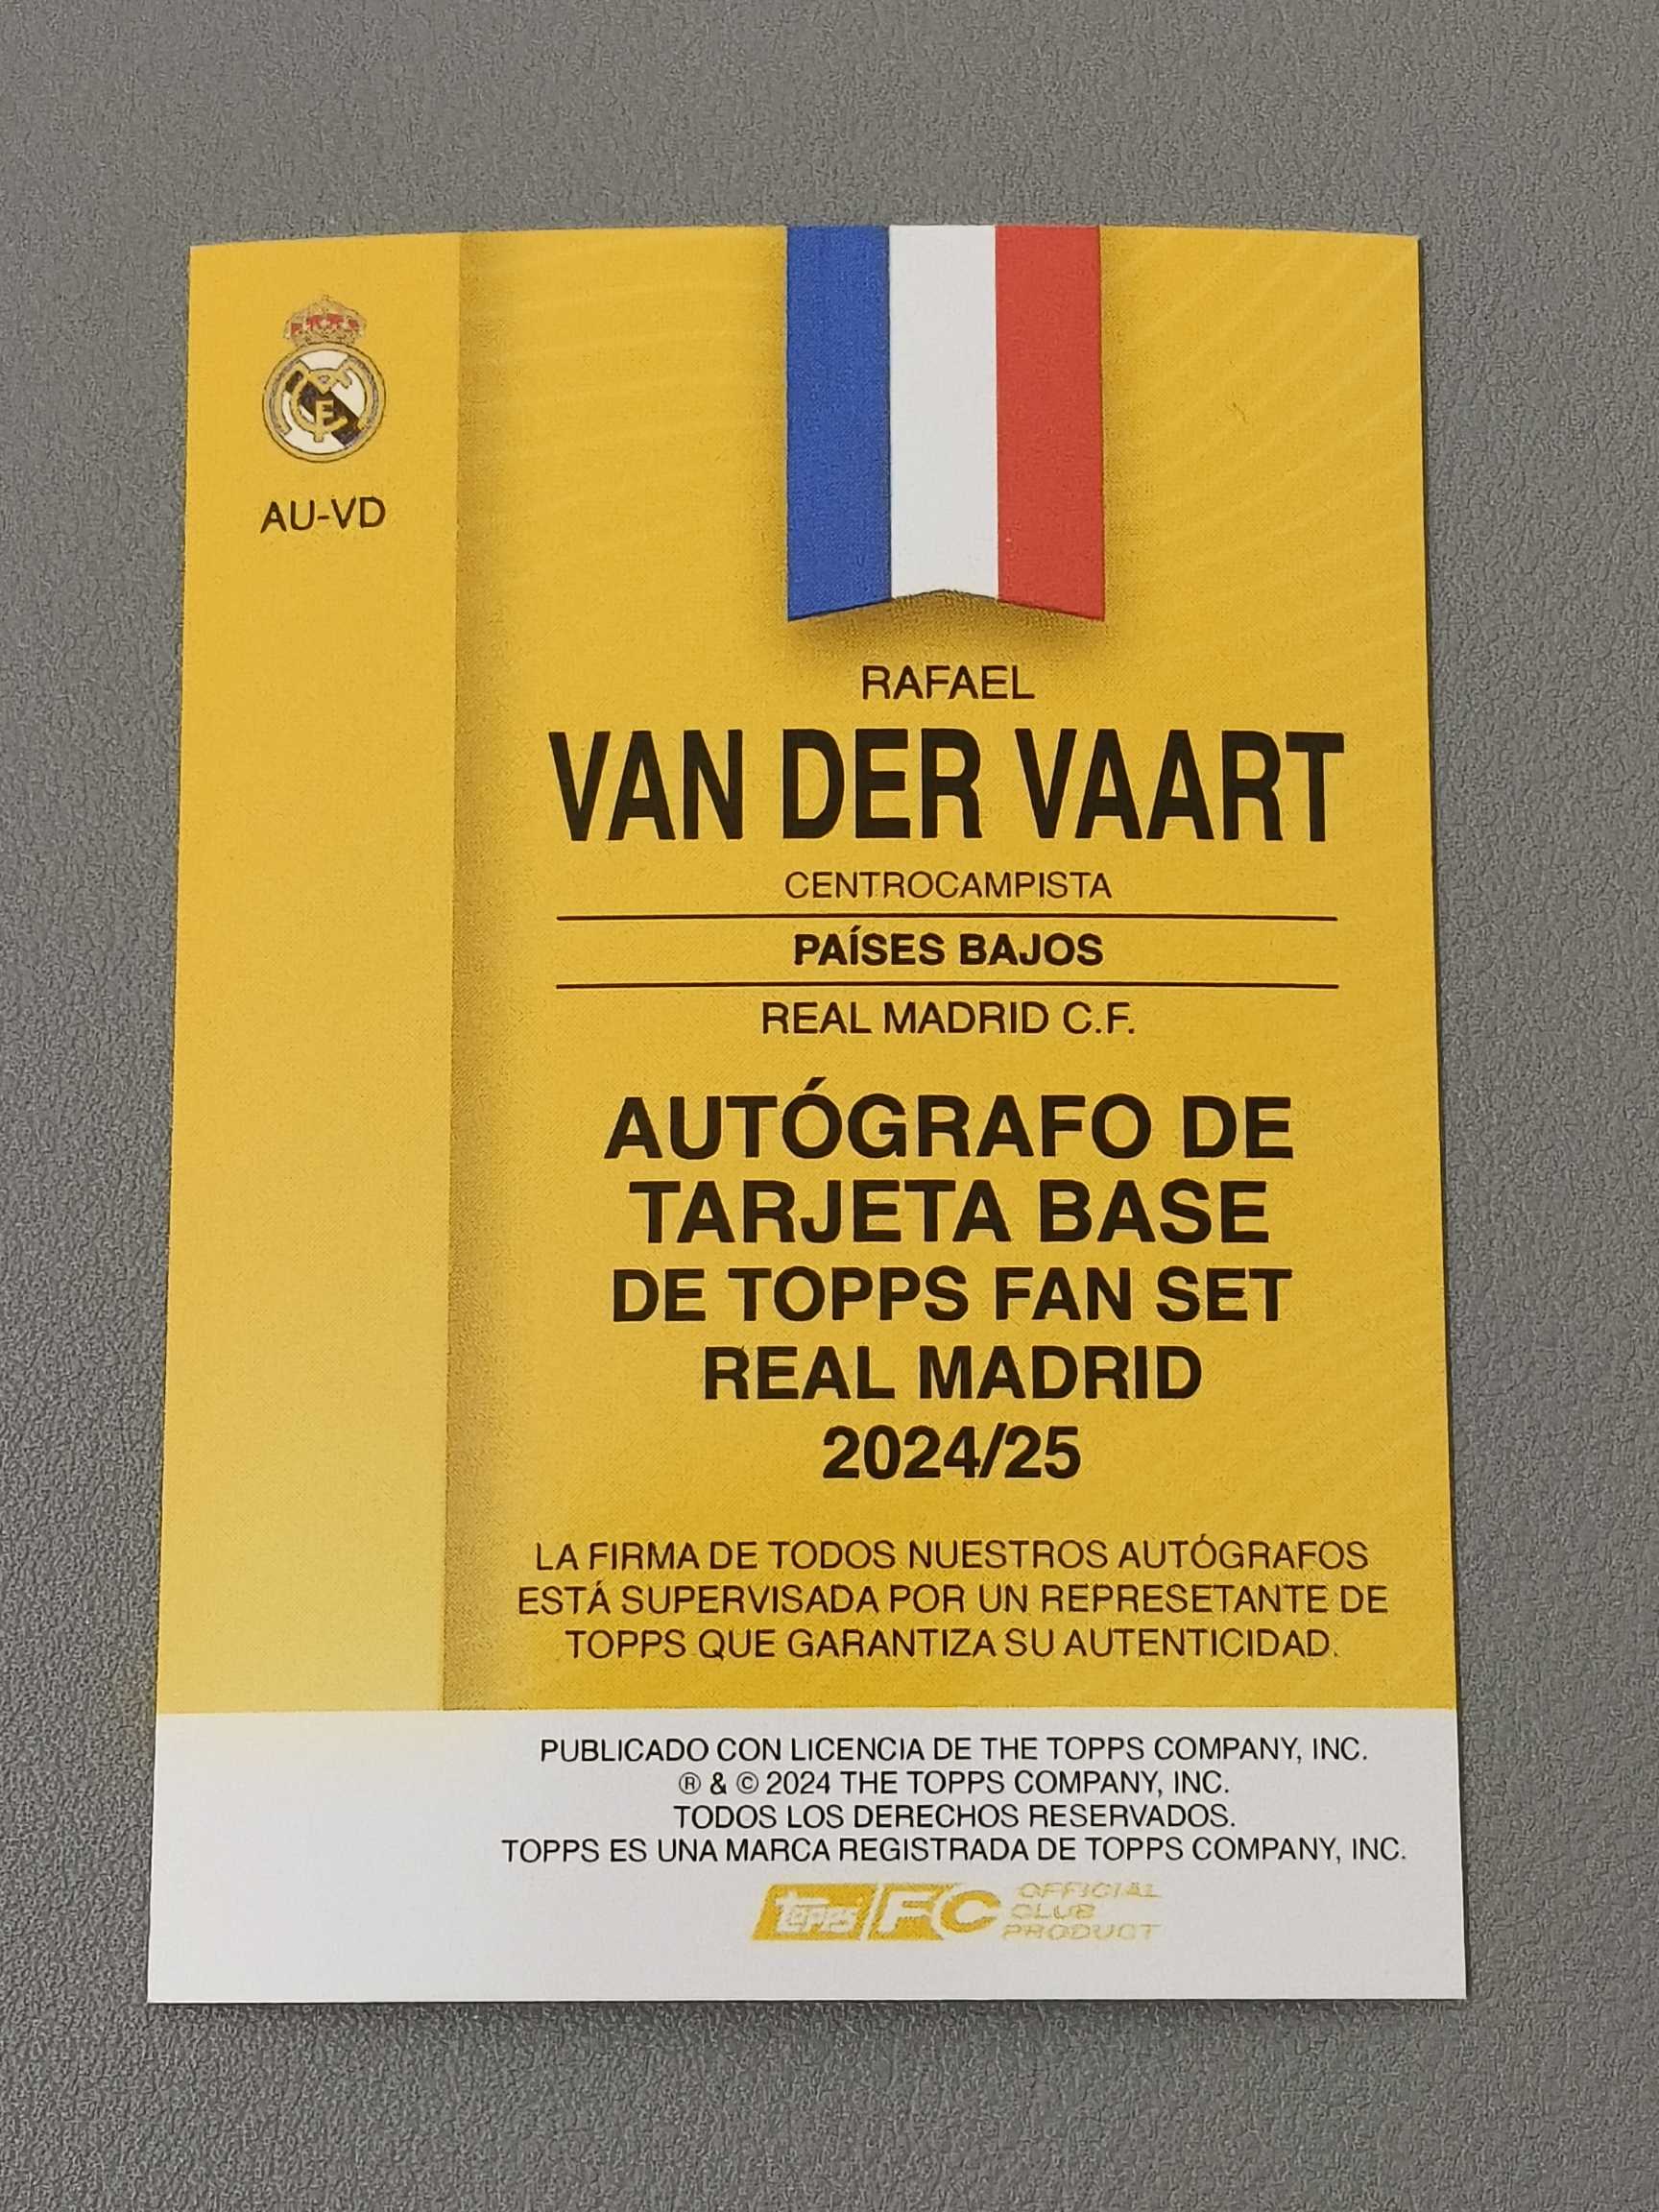 AU-VD
RAFAEL
VAN DER VAART
CENTROCAMPISTA
PAÍSES BAJOS
REAL MADRID C.F.
AUTÓGRAFO DE
TARJETA BASE
DE TOPPS FAN SET
REAL MADRID
2024/25
LA FIRMA DE TODOS NUESTROS AUTÓGRAFOS
ESTÁ SUPERVISADA POR UN REPRESETANTE DE
TOPPS QUE GARANTIZA SU AUTENTICIDAD.
PUBLICADO CON LICENCIA DE THE TOPPS COMPANY, INC.
® & © 2024 THE TOPPS COMPANY, INC.
TODOS LOS DERECHOS RESERVADOS.
TOPPS ES UNA MARCA REGISTRADA DE TOPPS COMPANY, INC.
topps FC OFFICIAL
CLUB
PRODUCT